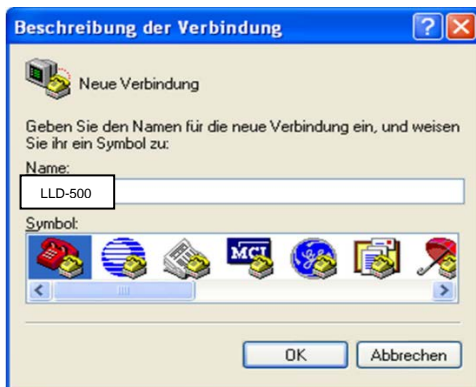 Beschreibung der Verbindung
Neue Verbindung
Geben Sie den Namen für die neue Verbindung ein, und weisen
Sie ihr ein Symbol zu:
Name:
LLD-500
Symbol:
MCI
OK Abbrechen